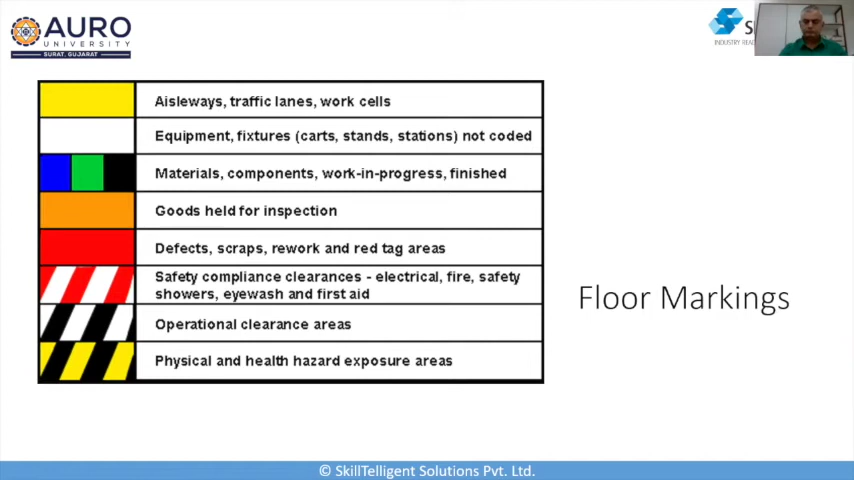 AURO
UNIVERSITY
SURAT, GUJARAT
Aisleways, traffic lanes, work cells
Equipment, fixtures (carts, stands, stations) not coded
Materials, components, work-in-progress, finished
Goods held for inspection
Defects, scraps, rework and red tag areas
Safety compliance clearances - electrical, fire, safety
showers, eyewash and first aid
Operational clearance areas
Physical and health hazard exposure areas
Floor Markings
© SkillTelligent Solutions Pvt. Ltd.